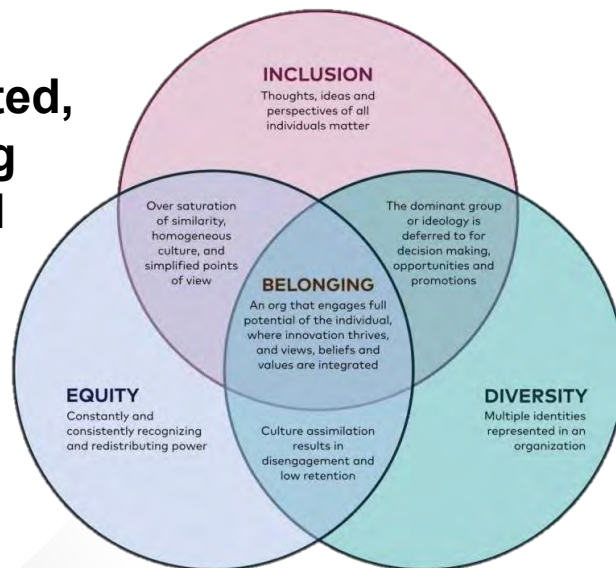 INCLUSION
Thoughts, ideas and
perspectives of all
individuals matter
Over saturation
of similarity,
homogeneous
culture, and
simplified points
of view
The dominant group
or ideology is
deferred to for
decision making,
opportunities and
promotions
BELONGING
An org that engages full
potential of the individual,
where innovation thrives,
and views, beliefs and
values are integrated
EQUITY
Constantly and
consistently recognizing
and redistributing power
DIVERSITY
Multiple identities
represented in an
organization
Culture assimilation
results in
disengagement and
low retention